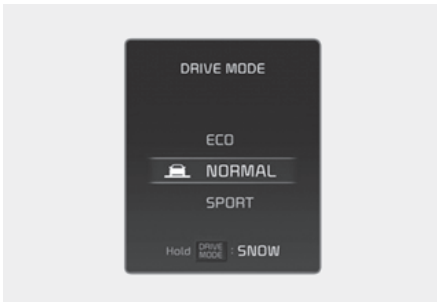 DRIVE MODE
ECO
NORMAL
SPORT
Hold DRIVE MODE : SNOW